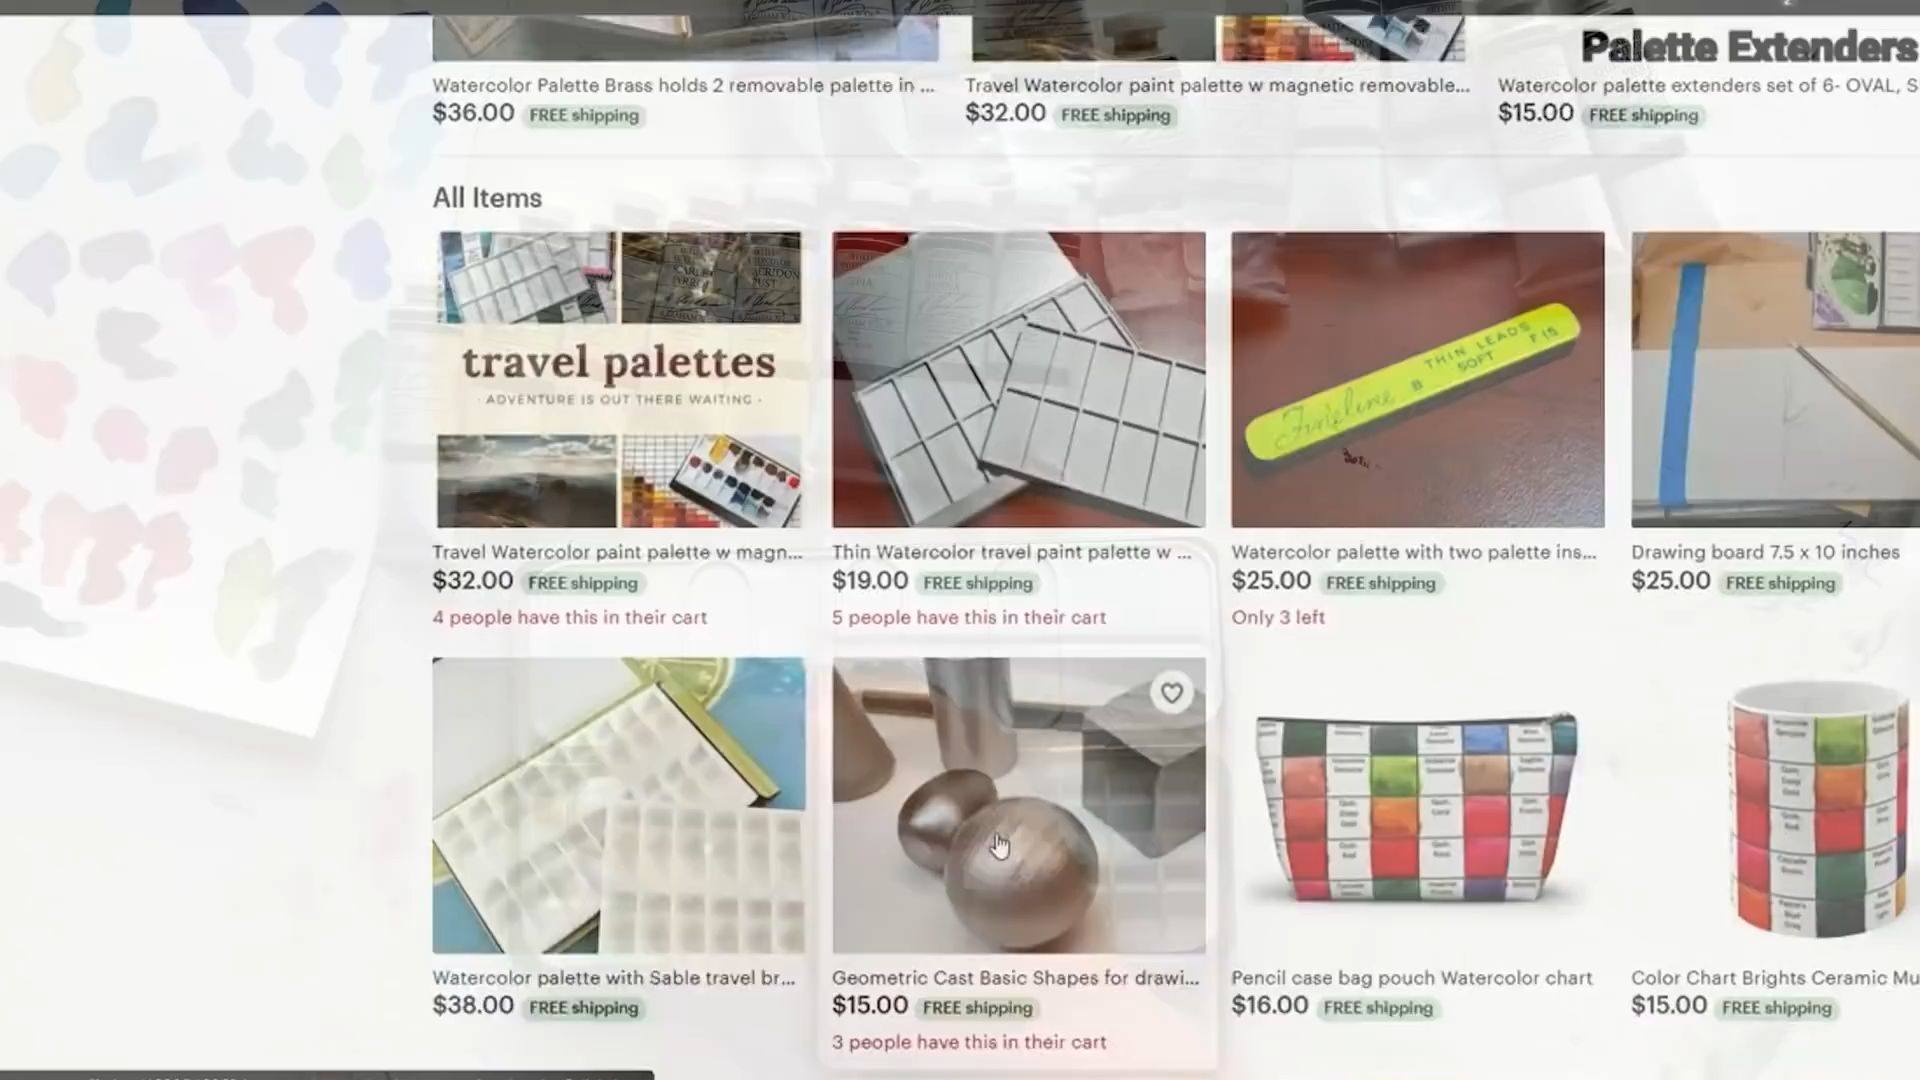 Palette Extenders
Watercolor Palette Brass holds 2 removable palette in ...
$36.00 FREE shipping
Travel Watercolor paint palette w magnetic removable...
$32.00 FREE shipping
Watercolor palette extenders set of 6- OVAL, S
$15.00 FREE shipping
All Items
travel palettes
· ADVENTURE IS OUT THERE WAITING ·
Travel Watercolor paint palette w magn...
$32.00 FREE shipping
4 people have this in their cart
Thin Watercolor travel paint palette w ...
$19.00 FREE shipping
5 people have this in their cart
THIN LEADS
Fineline B SOFT F15
Watercolor palette with two palette ins...
$25.00 FREE shipping
Only 3 left
Drawing board 7.5 x 10 inches
$25.00 FREE shipping
Watercolor palette with Sable travel br...
$38.00 FREE shipping
Geometric Cast Basic Shapes for drawi...
$15.00 FREE shipping
3 people have this in their cart
Pencil case bag pouch Watercolor chart
$16.00 FREE shipping
Color Chart Brights Ceramic Mu
$15.00 FREE shipping